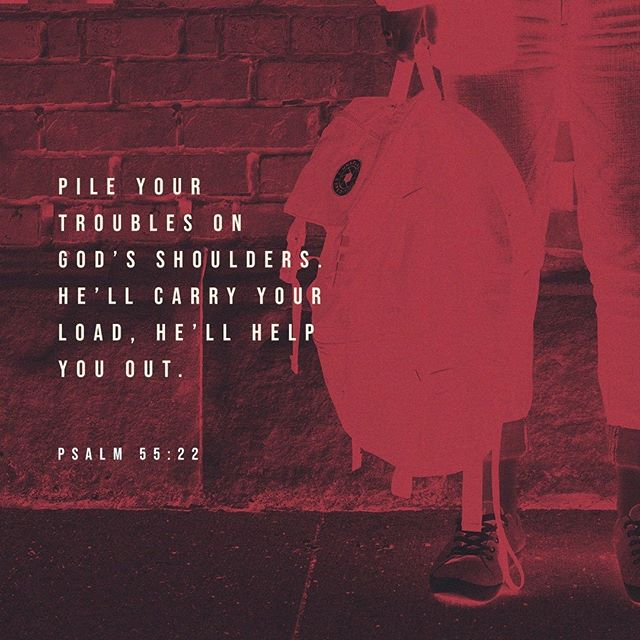 PILE YOUR
TROUBLES ON
GOD'S SHOULDERS.
HE'LL CARRY YOUR
LOAD, HE'LL HELP
YOU OUT.
PSALM 55:22